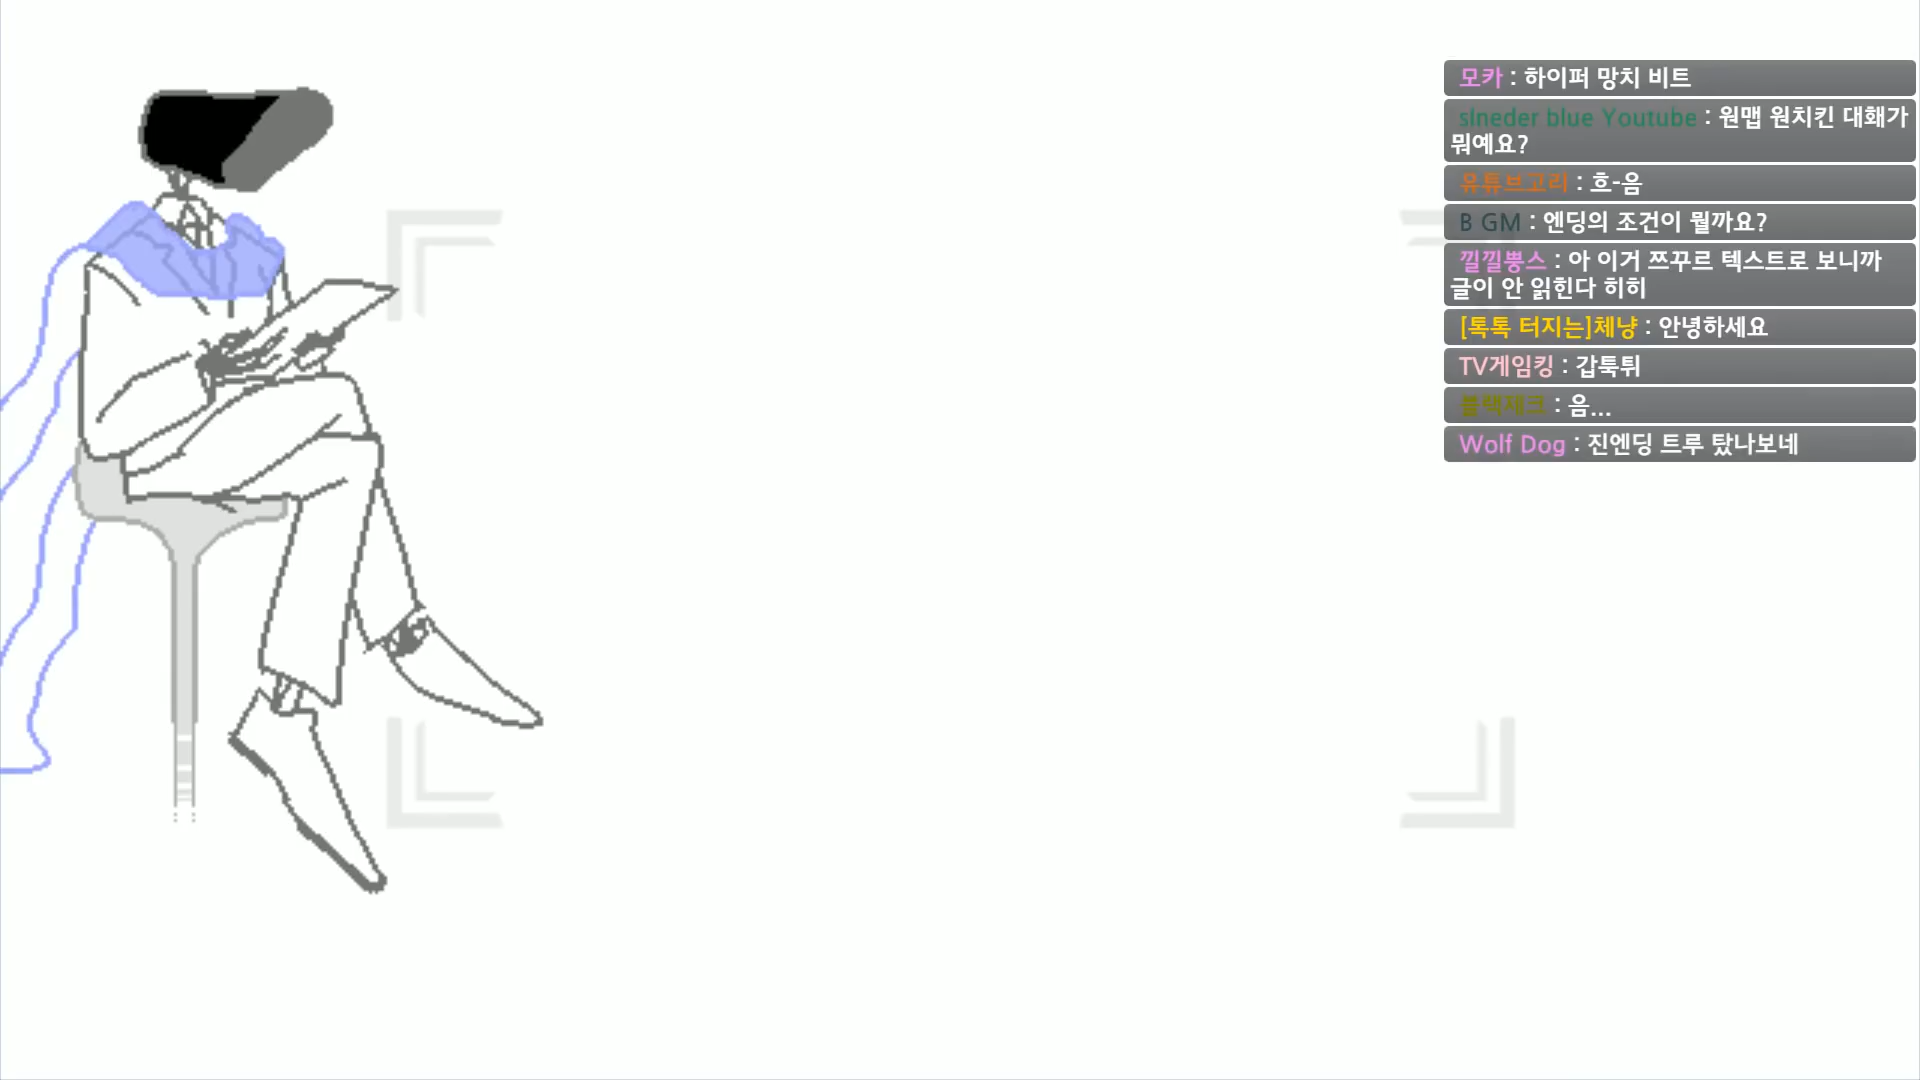 모카 : 하이퍼 망치 비트
slneder blue Youtube : 원맵 원치킨 대홰가
뭐예요?
유튜브고리 : 흐-음
B GM : 엔딩의 조건이 뭘까요?
낄낄뿅스 : 아 이거 쯔꾸르 텍스트로 보니까
글이 안 읽힌다 히히
[톡톡 터지는]체냥 : 안녕하세요
TV게임킹 : 갑툭튀
블랙재크 : 음...
Wolf Dog : 진엔딩 트루 탔나보네